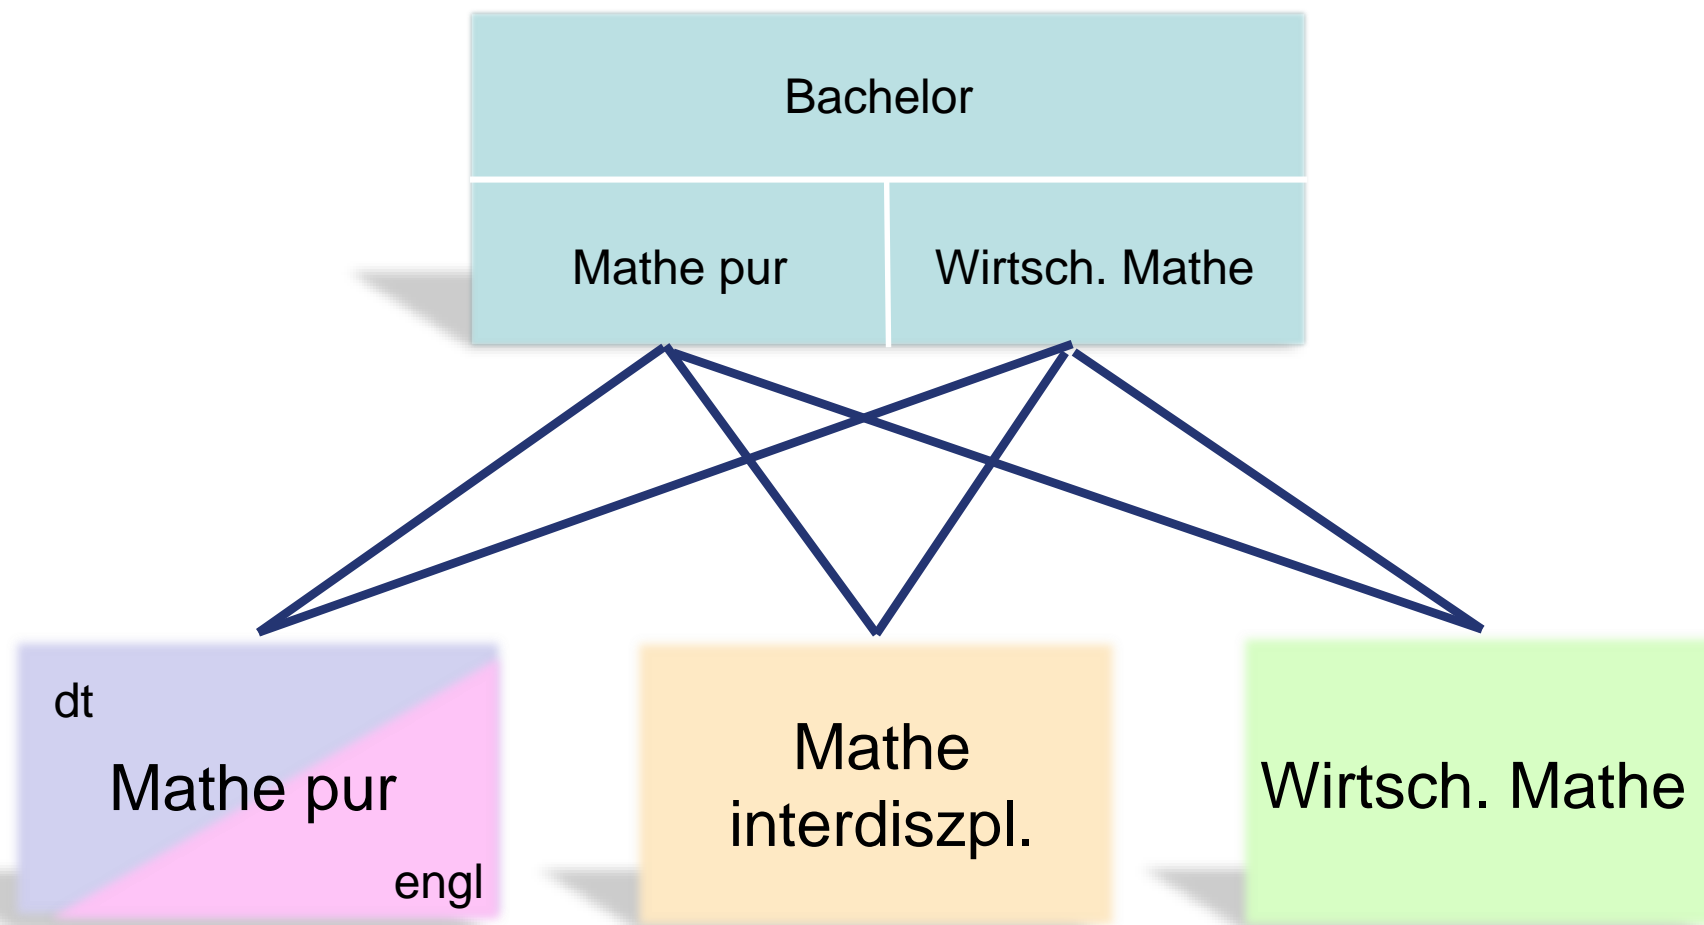 Bachelor
Mathe pur
Wirtsch. Mathe
dt
Mathe pur
engl
Mathe
interdiszpl.
Wirtsch. Mathe